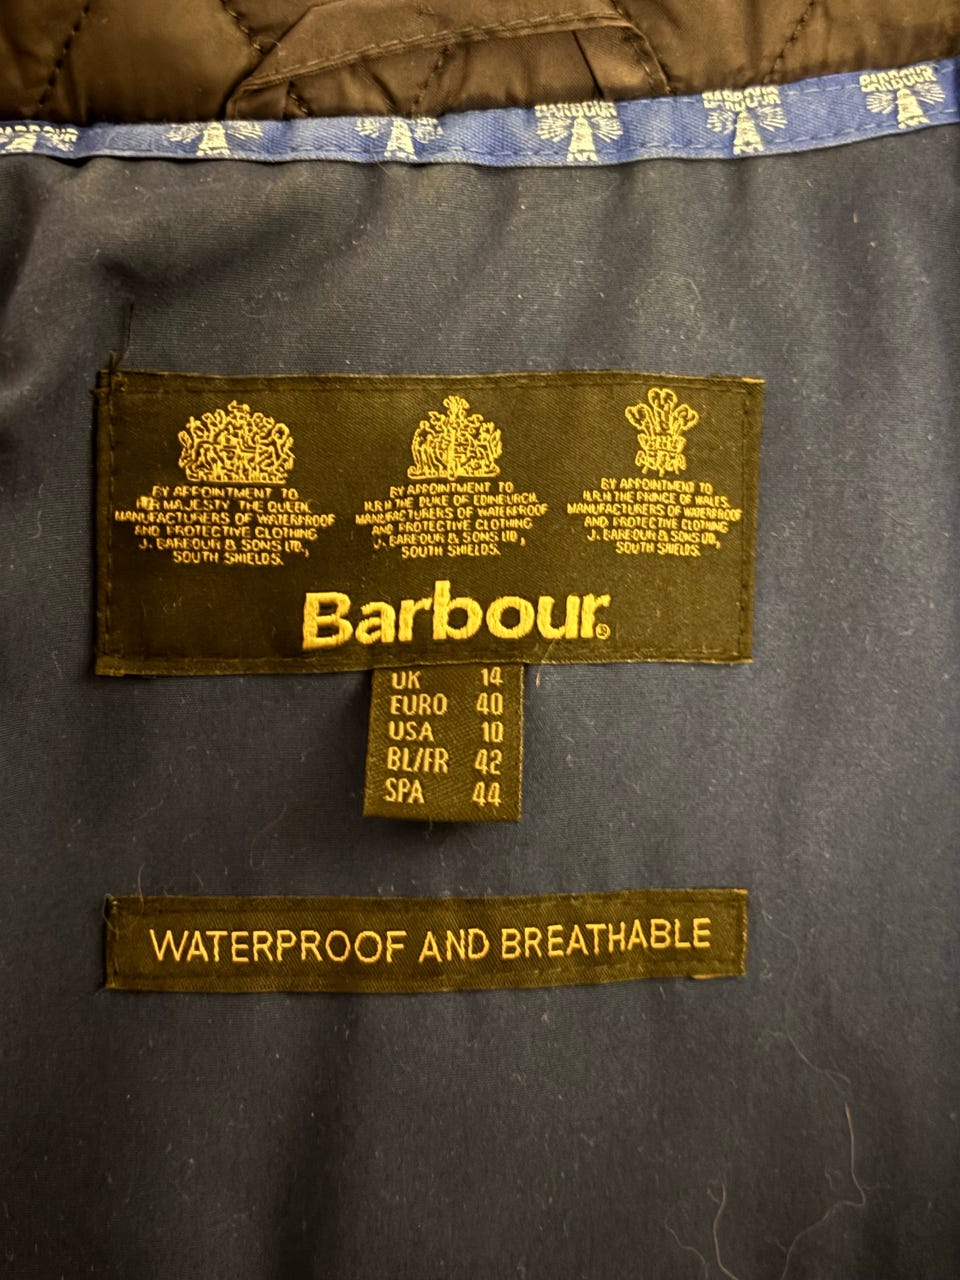 BARBOUR
BARBOUR
BARBOUR
BARBOUR
BARBOUR
BY APPOINTMENT TO
HER MAJESTY THE QUEEN,
MANUFACTURERS OF WATERPROOF
AND PROTECTIVE CLOTHING
J. BARBOUR & SONS LTD.,
SOUTH SHIELDS.
BY APPOINTMENT TO
H.R.H THE DUKE OF EDINBURGH,
MANUFACTURERS OF WATERPROOF
AND PROTECTIVE CLOTHING
J. BARBOUR & SONS LTD,
SOUTH SHIELDS.
BY APPOINTMENT TO
H.R.H THE PRINCE OF WALES,
MANUFACTURERS OF WATERPROOF
AND PROTECTIVE CLOTHING
J. BARBOUR & SONS LTD.,
SOUTH SHIELDS.
Barbour®
UK 14
EURO 40
USA 10
BL/FR 42
SPA 44
WATERPROOF AND BREATHABLE